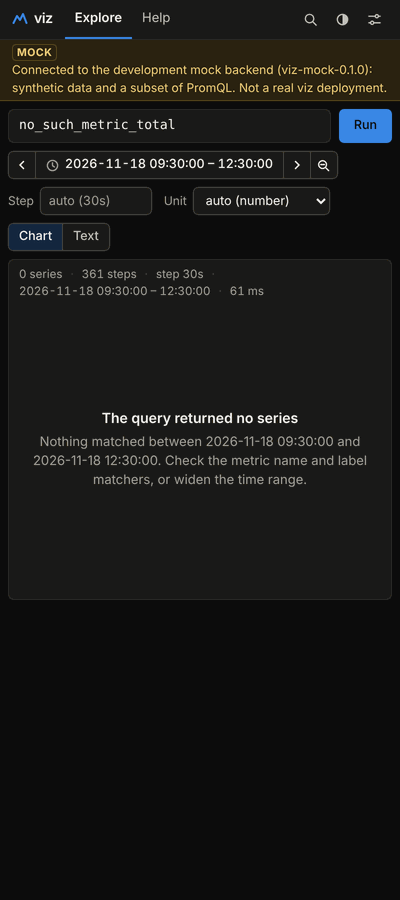 viz Explore Help
MOCK
Connected to the development mock backend (viz-mock-0.1.0):
synthetic data and a subset of PromQL. Not a real viz deployment.
no_such_metric_total Run
2026-11-18 09:30:00 – 12:30:00
Step auto (30s) Unit auto (number)
Chart Text
0 series · 361 steps · step 30s ·
2026-11-18 09:30:00 – 12:30:00 · 61 ms
The query returned no series
Nothing matched between 2026-11-18 09:30:00 and
2026-11-18 12:30:00. Check the metric name and label
matchers, or widen the time range.